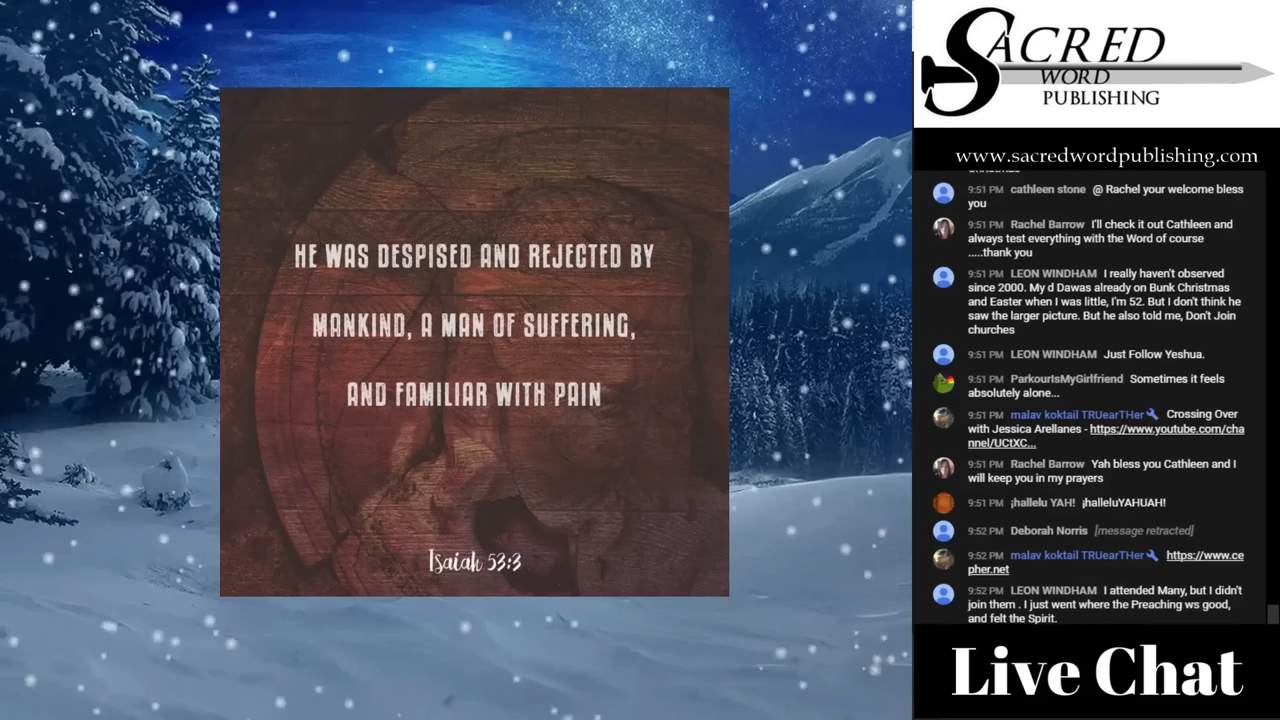 HE WAS DESPISED AND REJECTED BY
MANKIND, A MAN OF SUFFERING,
AND FAMILIAR WITH PAIN
Isaiah 53:3
SACRED
WORD
PUBLISHING
www.sacredwordpublishing.com
Christmas
9:51 PM cathleen stone @ Rachel your welcome bless
you
9:51 PM Rachel Barrow I'll check it out Cathleen and
always test everything with the Word of course
.....thank you
9:51 PM LEON WINDHAM I really haven't observed
since 2000. My d Dawas already on Bunk Christmas
and Easter when I was little, I'm 52. But I don't think he
saw the larger picture. But he also told me, Don't Join
churches
9:51 PM LEON WINDHAM Just Follow Yeshua.
9:51 PM ParkourIsMyGirlfriend Sometimes it feels
absolutely alone...
9:51 PM malav koktail TRUearTHer Crossing Over
with Jessica Arellanes - https://www.youtube.com/cha
nnel/UCtXC...
9:51 PM Rachel Barrow Yah bless you Cathleen and I
will keep you in my prayers
9:51 PM ¡hallelu YAH! ¡halleluYAHUAH!
9:52 PM Deborah Norris [message retracted]
9:52 PM malav koktail TRUearTHer https://www.ce
pher.net
9:52 PM LEON WINDHAM I attended Many, but I didn't
join them . I just went where the Preaching ws good,
and felt the Spirit.
Live Chat